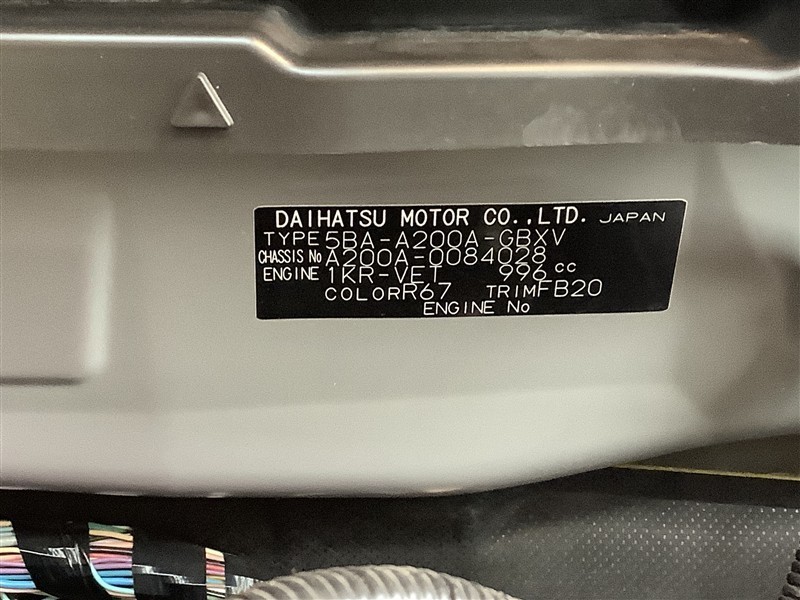 DAIHATSU MOTOR CO.,LTD. JAPAN
TYPE 5BA-A200A-GBXV
CHASSIS No A200A-0084028
ENGINE 1KR-VET 996 cc
COLOR R67 TRIM FB20
ENGINE No